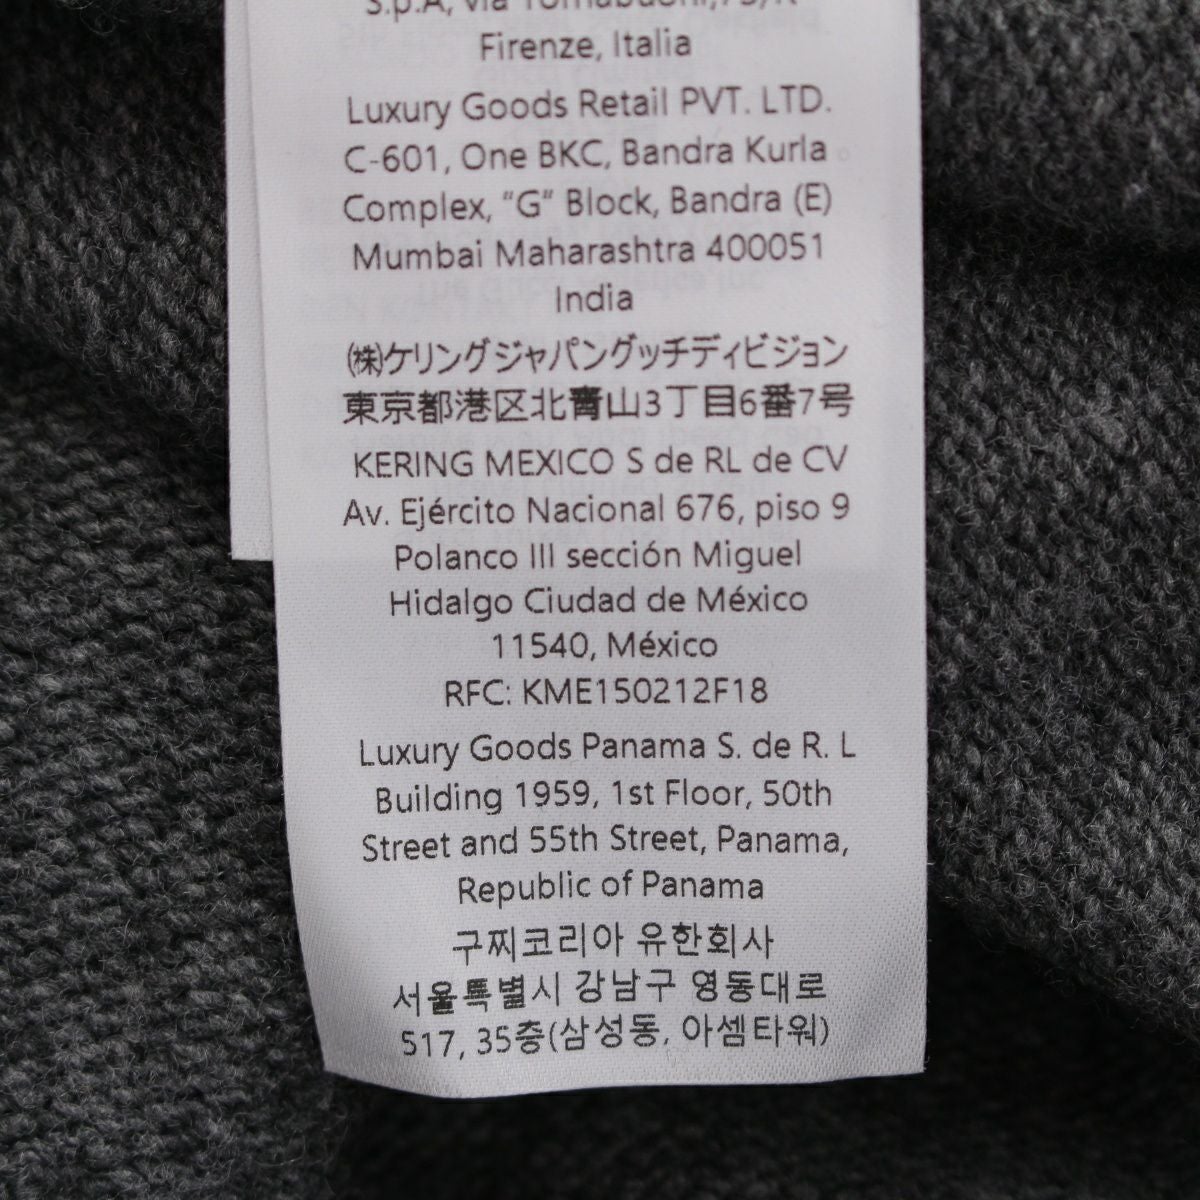 S.p.A, via Tornabuoni,73/R
Firenze, Italia
Luxury Goods Retail PVT. LTD.
C-601, One BKC, Bandra Kurla
Complex, “G” Block, Bandra (E)
Mumbai Maharashtra 400051
India
(株)ケリングジャパングッチディビジョン
東京都港区北青山3丁目6番7号
KERING MEXICO S de RL de CV
Av. Ejército Nacional 676, piso 9
Polanco III sección Miguel
Hidalgo Ciudad de México
11540, México
RFC: KME150212F18
Luxury Goods Panama S. de R. L
Building 1959, 1st Floor, 50th
Street and 55th Street, Panama,
Republic of Panama
구찌코리아 유한회사
서울특별시 강남구 영동대로
517, 35층(삼성동, 아셈타워)